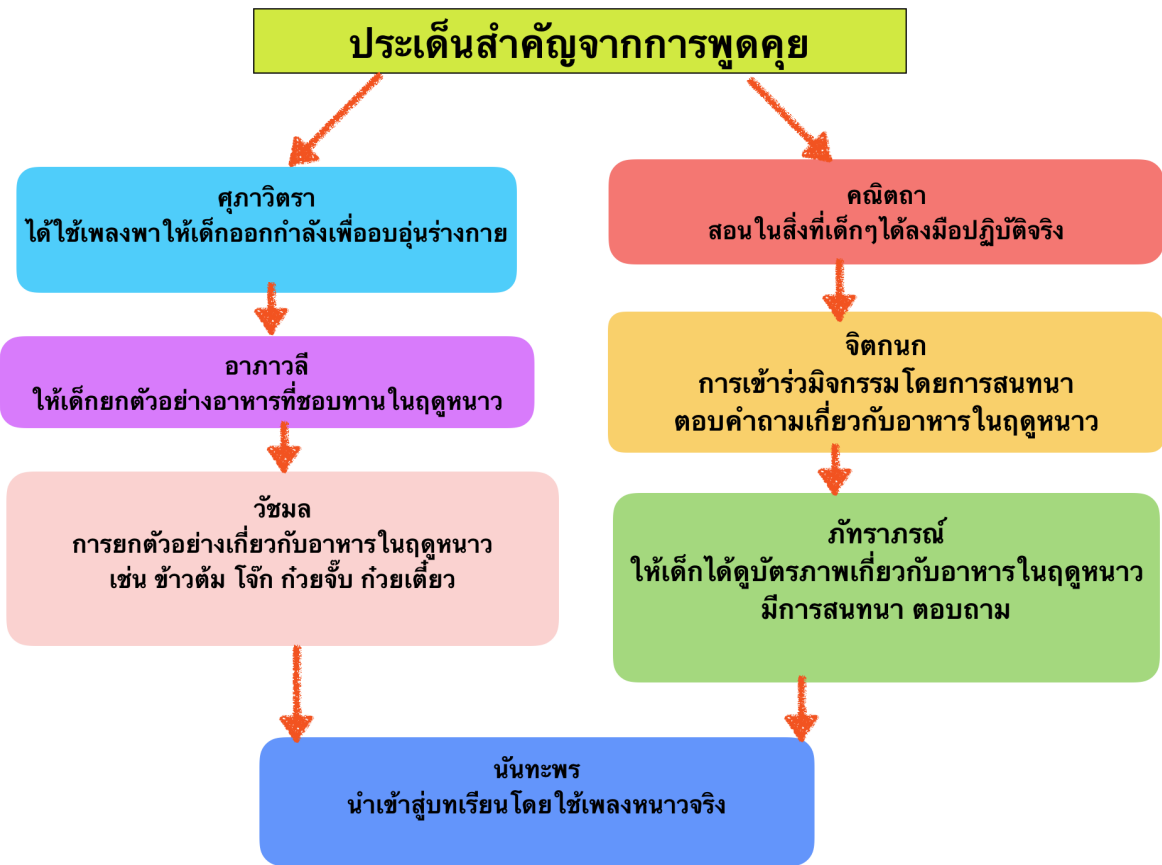 ประเด็นสำคัญจากการพูดคุย
ศุภาวิตรา
ได้ใช้เพลงพาให้เด็กออกกำลังเพื่ออบอุ่นร่างกาย
อาภาวลี
ให้เด็กยกตัวอย่างอาหารที่ชอบทานในฤดูหนาว
วัชมล
การยกตัวอย่างเกี่ยวกับอาหารในฤดูหนาว
เช่น ข้าวต้ม โจ๊ก ก๋วยจั๊บ ก๋วยเตี๋ยว
คณิตถา
สอนในสิ่งที่เด็กๆได้ลงมือปฏิบัติจริง
จิตกนก
การเข้าร่วมิจกรรมโดยการสนทนา
ตอบคำถามเกี่ยวกับอาหารในฤดูหนาว
ภัทราภรณ์
ให้เด็กได้ดูบัตรภาพเกี่ยวกับอาหารในฤดูหนาว
มีการสนทนา ตอบถาม
นันทะพร
นำเข้าสู่บทเรียนโดยใช้เพลงหนาวจริง